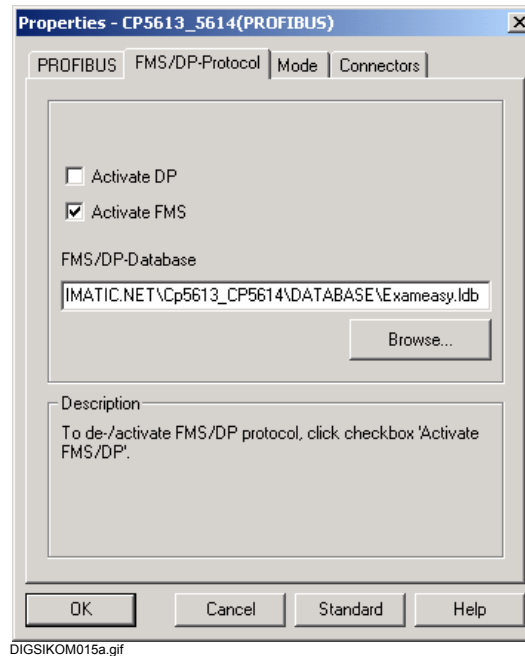 Properties - CP5613_5614(PROFIBUS)
PROFIBUS FMS/DP-Protocol Mode Connectors
Activate DP
Activate FMS
FMS/DP-Database
IMATIC.NET\Cp5613_CP5614\DATABASE\Exameasy.ldb
Browse...
Description
To de-/activate FMS/DP protocol, click checkbox 'Activate
FMS/DP'.
OK Cancel Standard Help
DIGSIKOM015a.gif